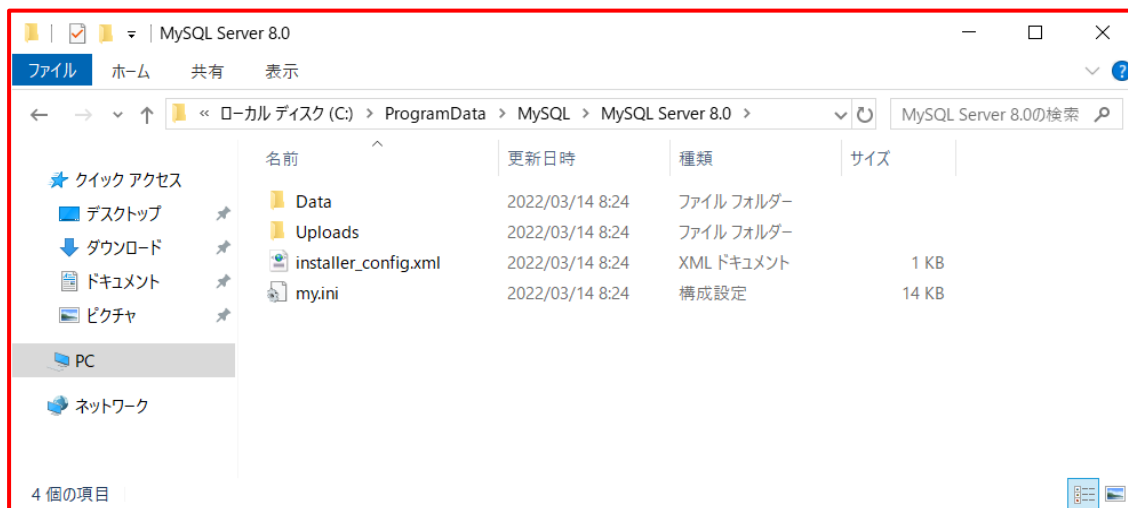 MySQL Server 8.0
ファイル ホーム 共有 表示
« ローカル ディスク (C:) > ProgramData > MySQL > MySQL Server 8.0 > MySQL Server 8.0の検索
名前 更新日時 種類 サイズ
クイック アクセス
デスクトップ
ダウンロード
ドキュメント
ピクチャ
PC
ネットワーク
Data 2022/03/14 8:24 ファイル フォルダー
Uploads 2022/03/14 8:24 ファイル フォルダー
installer_config.xml 2022/03/14 8:24 XML ドキュメント 1 KB
my.ini 2022/03/14 8:24 構成設定 14 KB
4 個の項目